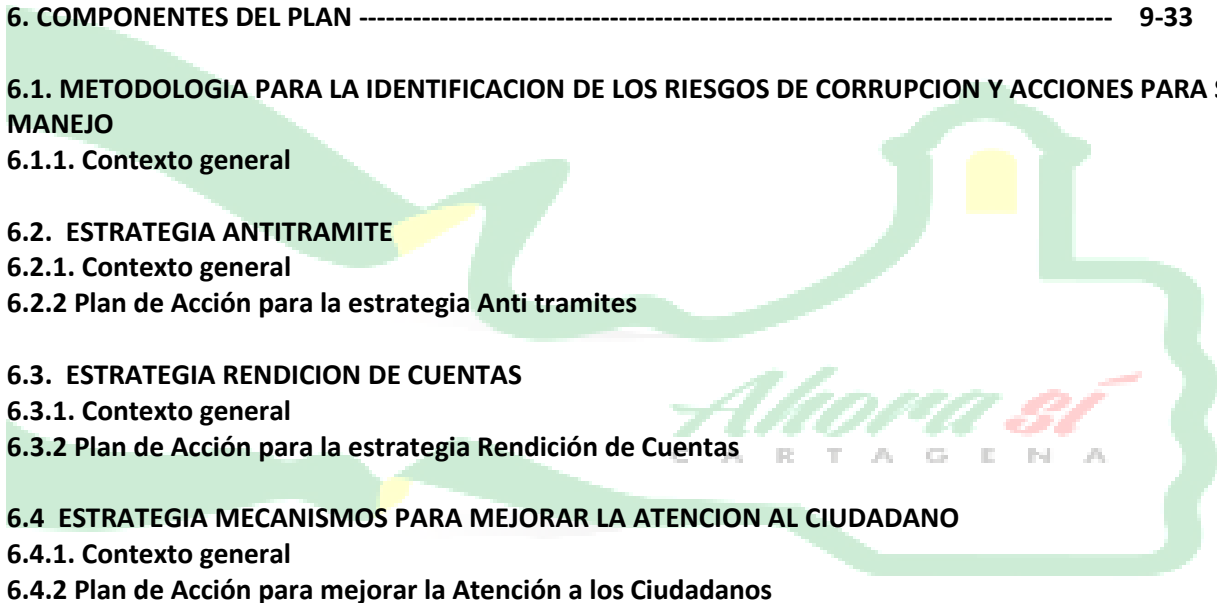 6. COMPONENTES DEL PLAN ------------------------------------------------------------------------------------- 9-33
6.1. METODOLOGIA PARA LA IDENTIFICACION DE LOS RIESGOS DE CORRUPCION Y ACCIONES PARA
MANEJO
6.1.1. Contexto general
6.2. ESTRATEGIA ANTITRAMITE
6.2.1. Contexto general
6.2.2 Plan de Acción para la estrategia Anti tramites
6.3. ESTRATEGIA RENDICION DE CUENTAS
6.3.1. Contexto general
Ahora sí
6.3.2 Plan de Acción para la estrategia Rendición de Cuentas
CARTAGENA
6.4 ESTRATEGIA MECANISMOS PARA MEJORAR LA ATENCION AL CIUDADANO
6.4.1. Contexto general
6.4.2 Plan de Acción para mejorar la Atención a los Ciudadanos